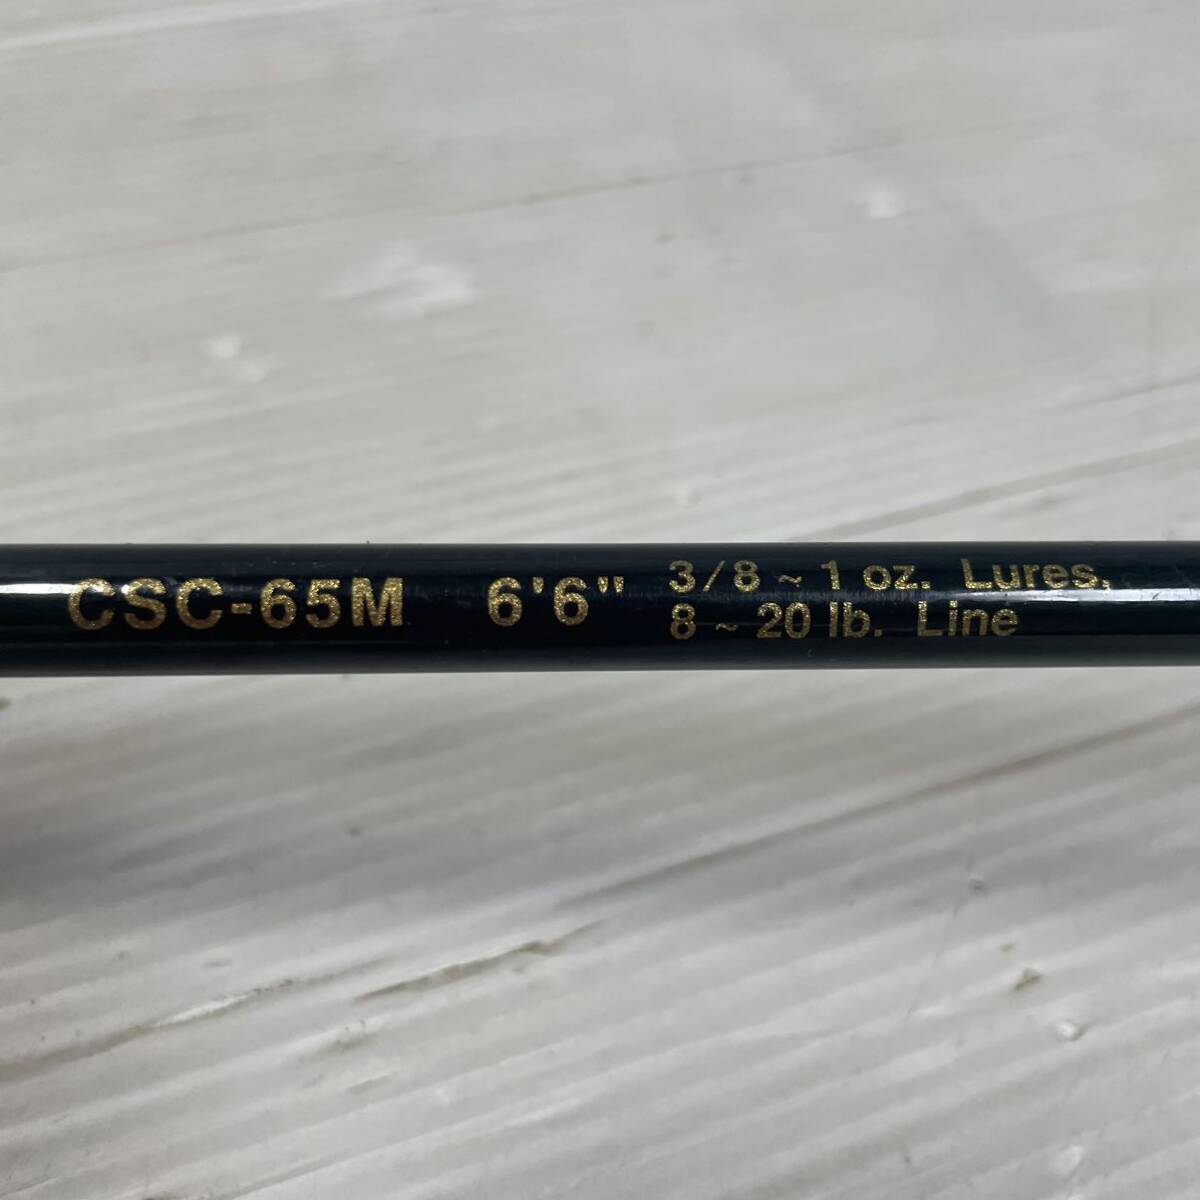 CSC-65M 6'6" 3/8 ~ 1 oz. Lures,
8 ~ 20 lb. Line